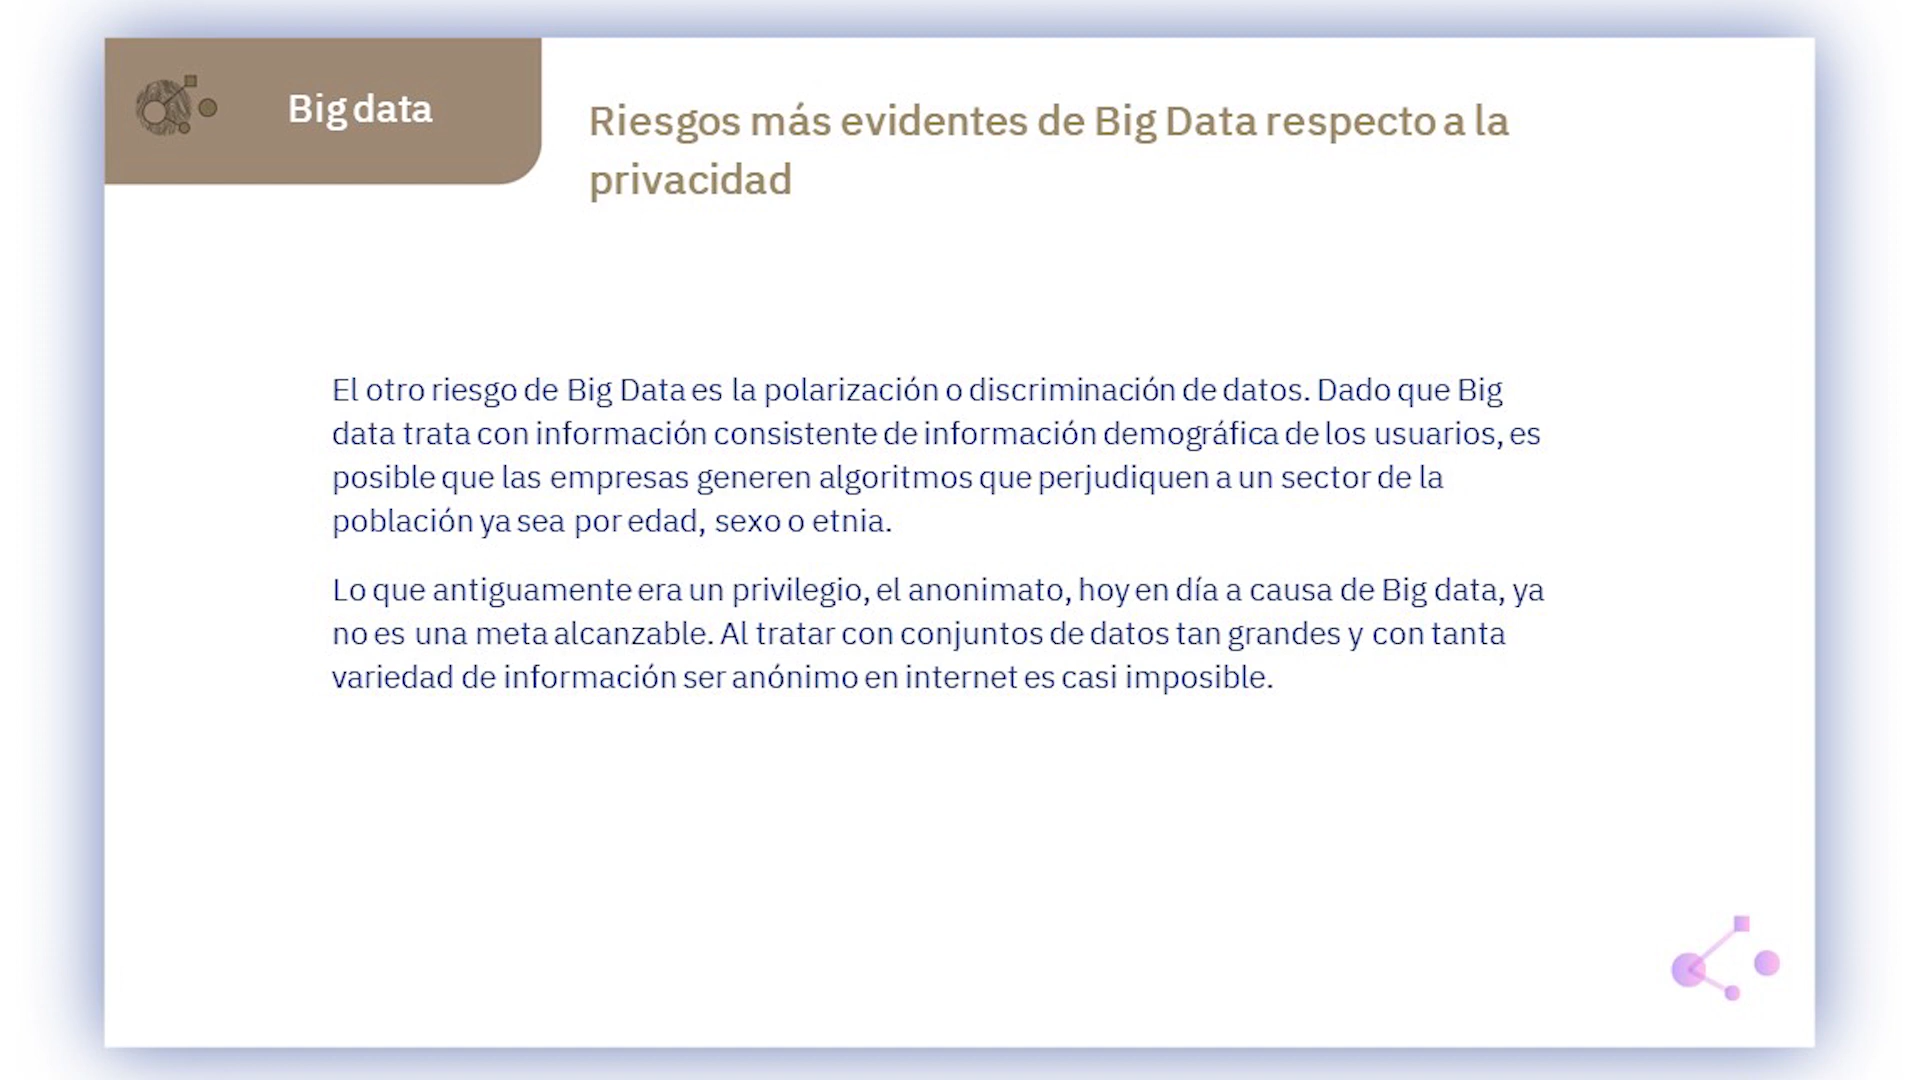 Big data
Riesgos más evidentes de Big Data respecto a la
privacidad
El otro riesgo de Big Data es la polarización o discriminación de datos. Dado que Big
data trata con información consistente de información demográfica de los usuarios, es
posible que las empresas generen algoritmos que perjudiquen a un sector de la
población ya sea por edad, sexo o etnia.
Lo que antiguamente era un privilegio, el anonimato, hoy en día a causa de Big data, ya
no es una meta alcanzable. Al tratar con conjuntos de datos tan grandes y con tanta
variedad de información ser anónimo en internet es casi imposible.